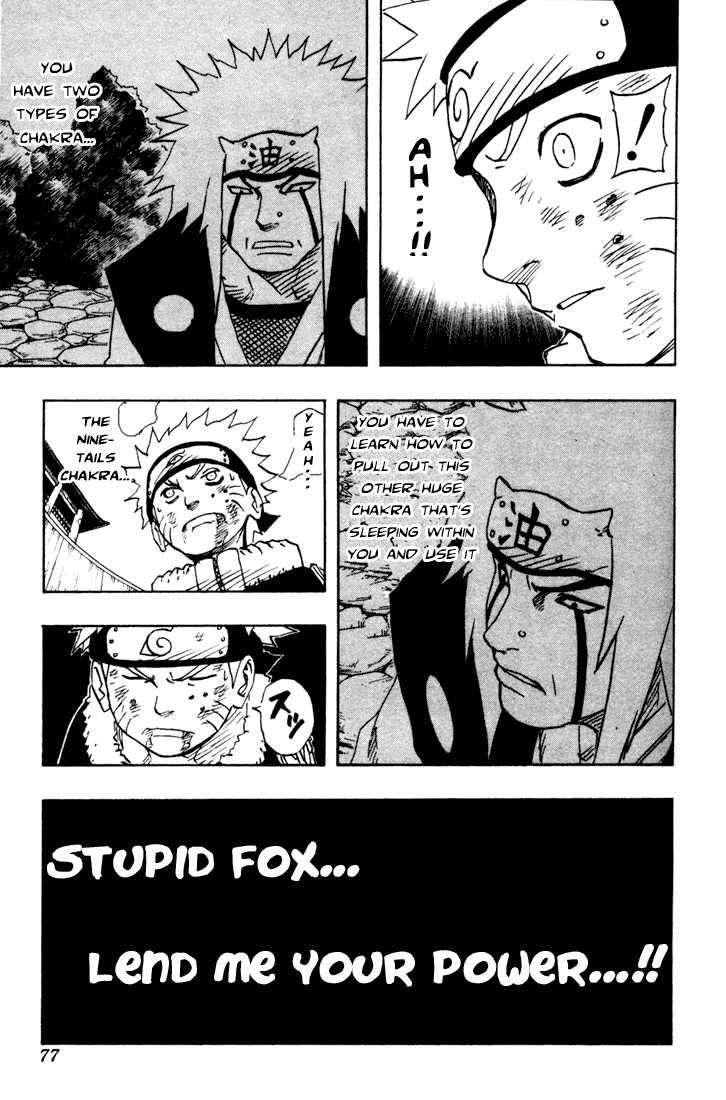 !
AH...!!
YOU
HAVE TWO
TYPES OF
CHAKRA...
油
YOU HAVE TO
LEARN HOW TO
PULL OUT THIS
OTHER HUGE
CHAKRA THAT'S
SLEEPING WITHIN
YOU AND USE IT
油
YEAH...
THE
NINE-
TAILS
CHAKRA...
スッ
STUPID FOX...
LEND ME YOUR POWER...!!
77